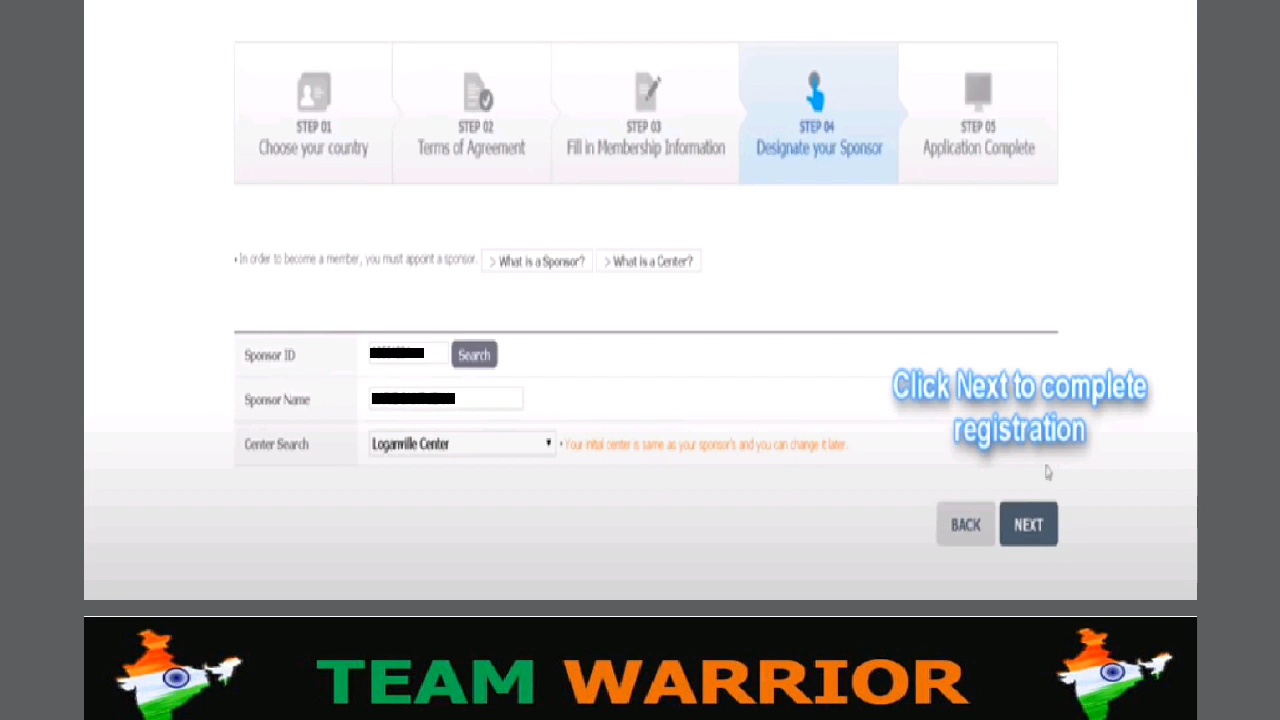 STEP 01
Choose your country
STEP 02
Terms of Agreement
STEP 03
Fill in Membership Information
STEP 04
Designate your Sponsor
STEP 05
Application Complete
In order to become a member, you must appoint a sponsor. > What is a Sponsor? > What is a Center?
Sponsor ID Search
Sponsor Name
Center Search Loganville Center Your initial center is same as your sponsor's and you can change it later.
Click Next to complete
registration
BACK NEXT
TEAM WARRIOR